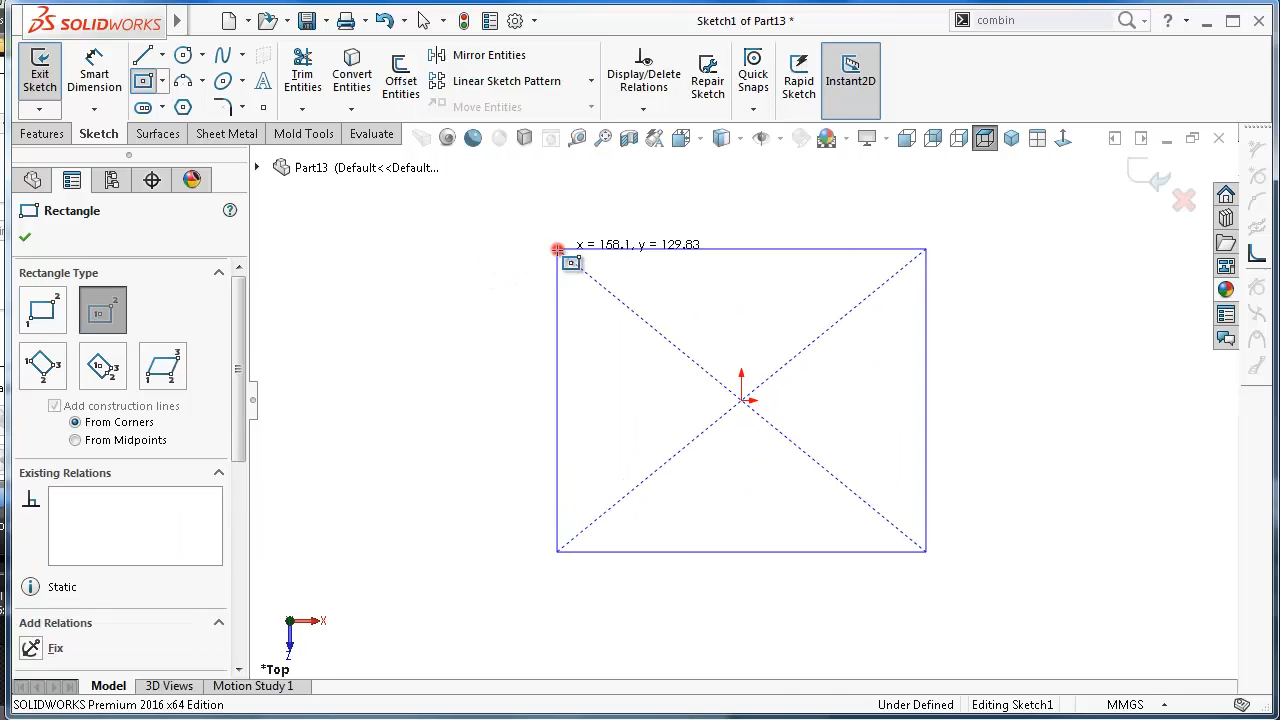 SOLIDWORKS
Sketch1 of Part13 *
combin
Exit Sketch
Smart Dimension
Trim Entities
Convert Entities
Offset Entities
Mirror Entities
Linear Sketch Pattern
Move Entities
Display/Delete Relations
Repair Sketch
Quick Snaps
Rapid Sketch
Instant2D
Features
Sketch
Surfaces
Sheet Metal
Mold Tools
Evaluate
Part13 (Default<<Default...
Rectangle
Rectangle Type
Add construction lines
From Corners
From Midpoints
Existing Relations
Static
Add Relations
Fix
x = 158.1, y = 129.83
X
Z
*Top
Model
3D Views
Motion Study 1
SOLIDWORKS Premium 2016 x64 Edition
Under Defined
Editing Sketch1
MMGS